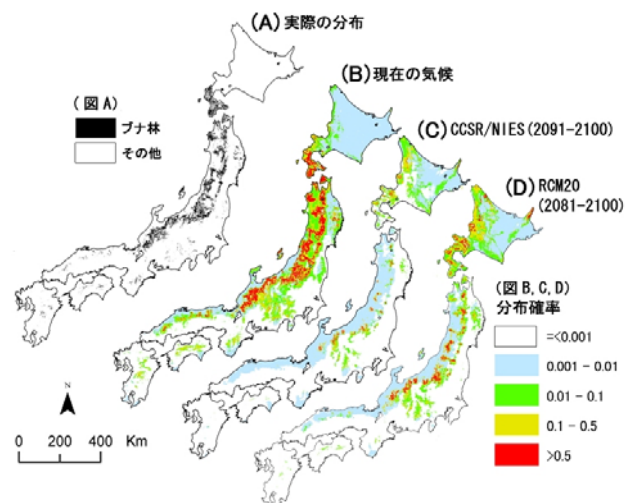 (A) 実際の分布
(B) 現在の気候
(図A)
ブナ林
その他
(C) CCSR/NIES (2091-2100)
(D) RCM20
(2081-2100)
(図 B, C, D)
分布確率
=<0.001
0.001 - 0.01
0.01 - 0.1
0.1 - 0.5
>0.5
N
0 200 400 Km